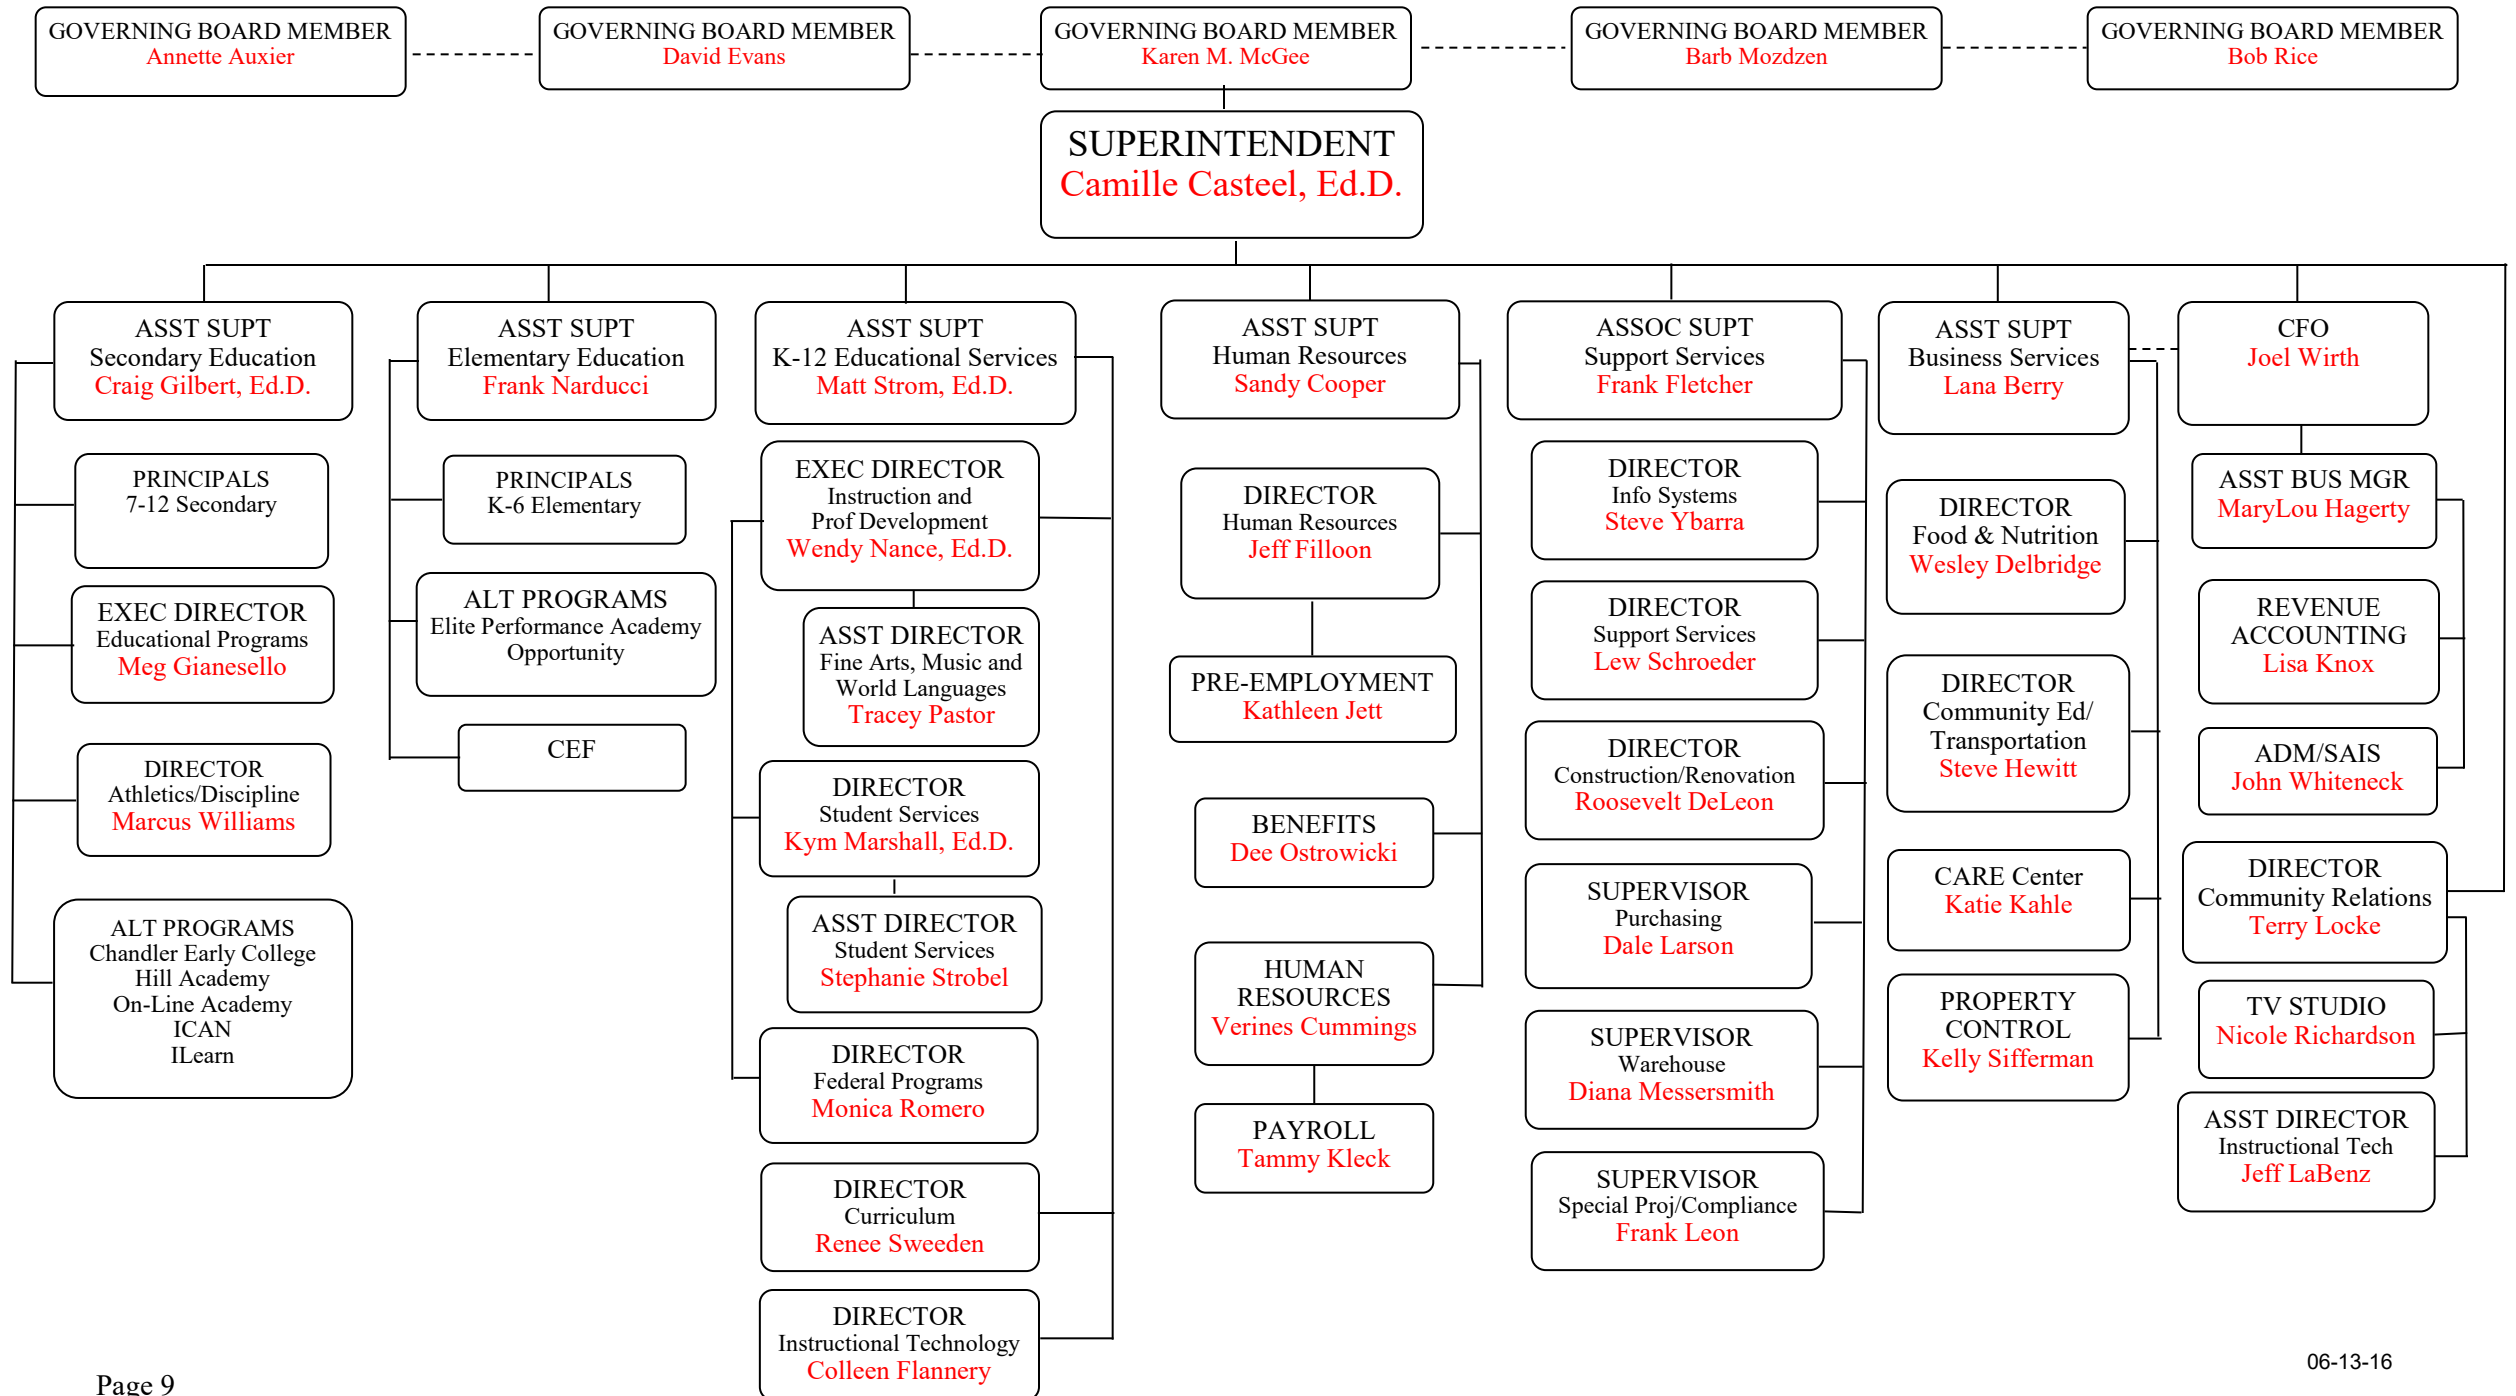 GOVERNING BOARD MEMBER
Annette Auxier
GOVERNING BOARD MEMBER
David Evans
GOVERNING BOARD MEMBER
Karen M. McGee
GOVERNING BOARD MEMBER
Barb Mozdzen
GOVERNING BOARD MEMBER
Bob Rice
SUPERINTENDENT
Camille Casteel, Ed.D.
ASST SUPT
Secondary Education
Craig Gilbert, Ed.D.
PRINCIPALS
7-12 Secondary
EXEC DIRECTOR
Educational Programs
Meg Gianesello
DIRECTOR
Athletics/Discipline
Marcus Williams
ALT PROGRAMS
Chandler Early College
Hill Academy
On-Line Academy
ICAN
ILearn
ASST SUPT
Elementary Education
Frank Narducci
PRINCIPALS
K-6 Elementary
ALT PROGRAMS
Elite Performance Academy
Opportunity
CEF
ASST SUPT
K-12 Educational Services
Matt Strom, Ed.D.
EXEC DIRECTOR
Instruction and
Prof Development
Wendy Nance, Ed.D.
ASST DIRECTOR
Fine Arts, Music and
World Languages
Tracey Pastor
DIRECTOR
Student Services
Kym Marshall, Ed.D.
ASST DIRECTOR
Student Services
Stephanie Strobel
DIRECTOR
Federal Programs
Monica Romero
DIRECTOR
Curriculum
Renee Sweeden
DIRECTOR
Instructional Technology
Colleen Flannery
ASST SUPT
Human Resources
Sandy Cooper
DIRECTOR
Human Resources
Jeff Filloon
PRE-EMPLOYMENT
Kathleen Jett
BENEFITS
Dee Ostrowicki
HUMAN
RESOURCES
Verines Cummings
PAYROLL
Tammy Kleck
ASSOC SUPT
Support Services
Frank Fletcher
DIRECTOR
Info Systems
Steve Ybarra
DIRECTOR
Support Services
Lew Schroeder
DIRECTOR
Construction/Renovation
Roosevelt DeLeon
SUPERVISOR
Purchasing
Dale Larson
SUPERVISOR
Warehouse
Diana Messersmith
SUPERVISOR
Special Proj/Compliance
Frank Leon
ASST SUPT
Business Services
Lana Berry
DIRECTOR
Food & Nutrition
Wesley Delbridge
DIRECTOR
Community Ed/
Transportation
Steve Hewitt
CARE Center
Katie Kahle
PROPERTY
CONTROL
Kelly Sifferman
CFO
Joel Wirth
ASST BUS MGR
MaryLou Hagerty
REVENUE
ACCOUNTING
Lisa Knox
ADM/SAIS
John Whiteneck
DIRECTOR
Community Relations
Terry Locke
TV STUDIO
Nicole Richardson
ASST DIRECTOR
Instructional Tech
Jeff LaBenz
06-13-16
Page 9